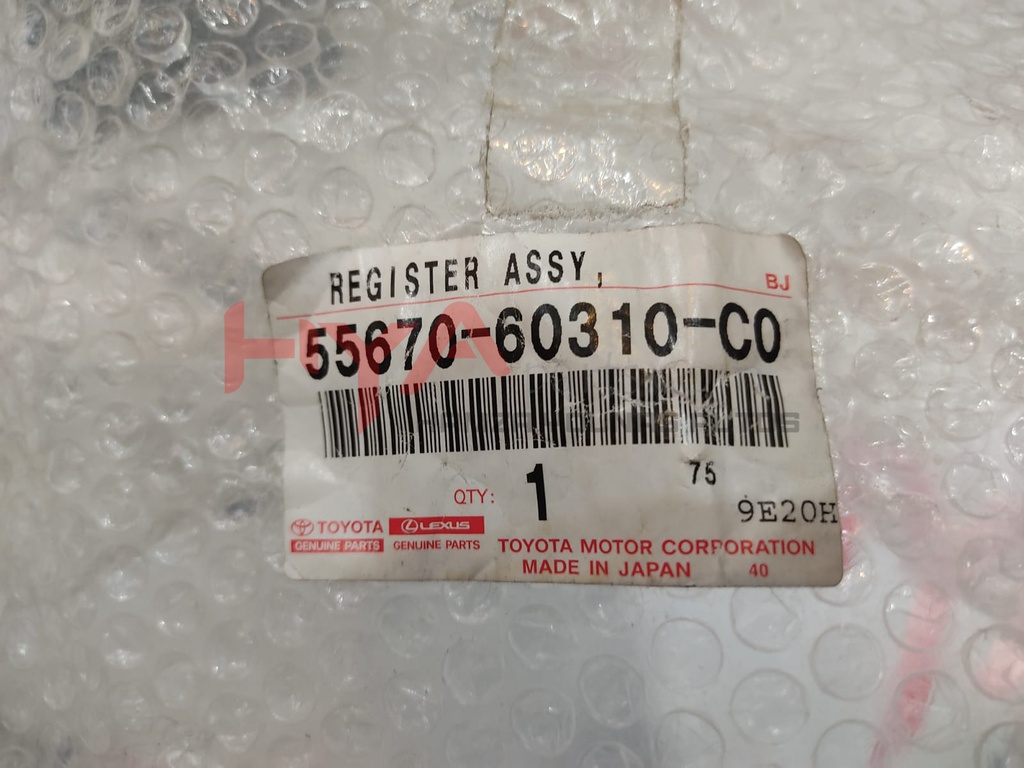 REGISTER ASSY,
BJ
55670-60310-C0
HTA
QTY: 1
75
9E20H
TOYOTA
GENUINE PARTS
LEXUS
GENUINE PARTS
TOYOTA MOTOR CORPORATION
MADE IN JAPAN 40